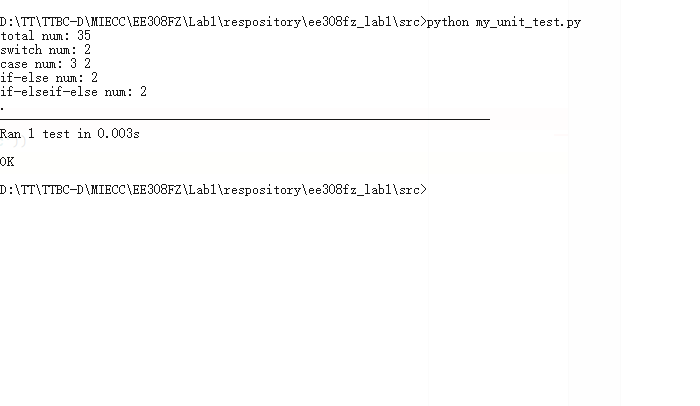 D:\TT\TTBC-D\MIECC\EE308FZ\Lab1\respository\ee308fz_lab1\src>python my_unit_test.py
total num: 35
switch num: 2
case num: 3 2
if-else num: 2
if-elseif-else num: 2
.
Ran 1 test in 0.003s
OK
D:\TT\TTBC-D\MIECC\EE308FZ\Lab1\respository\ee308fz_lab1\src>